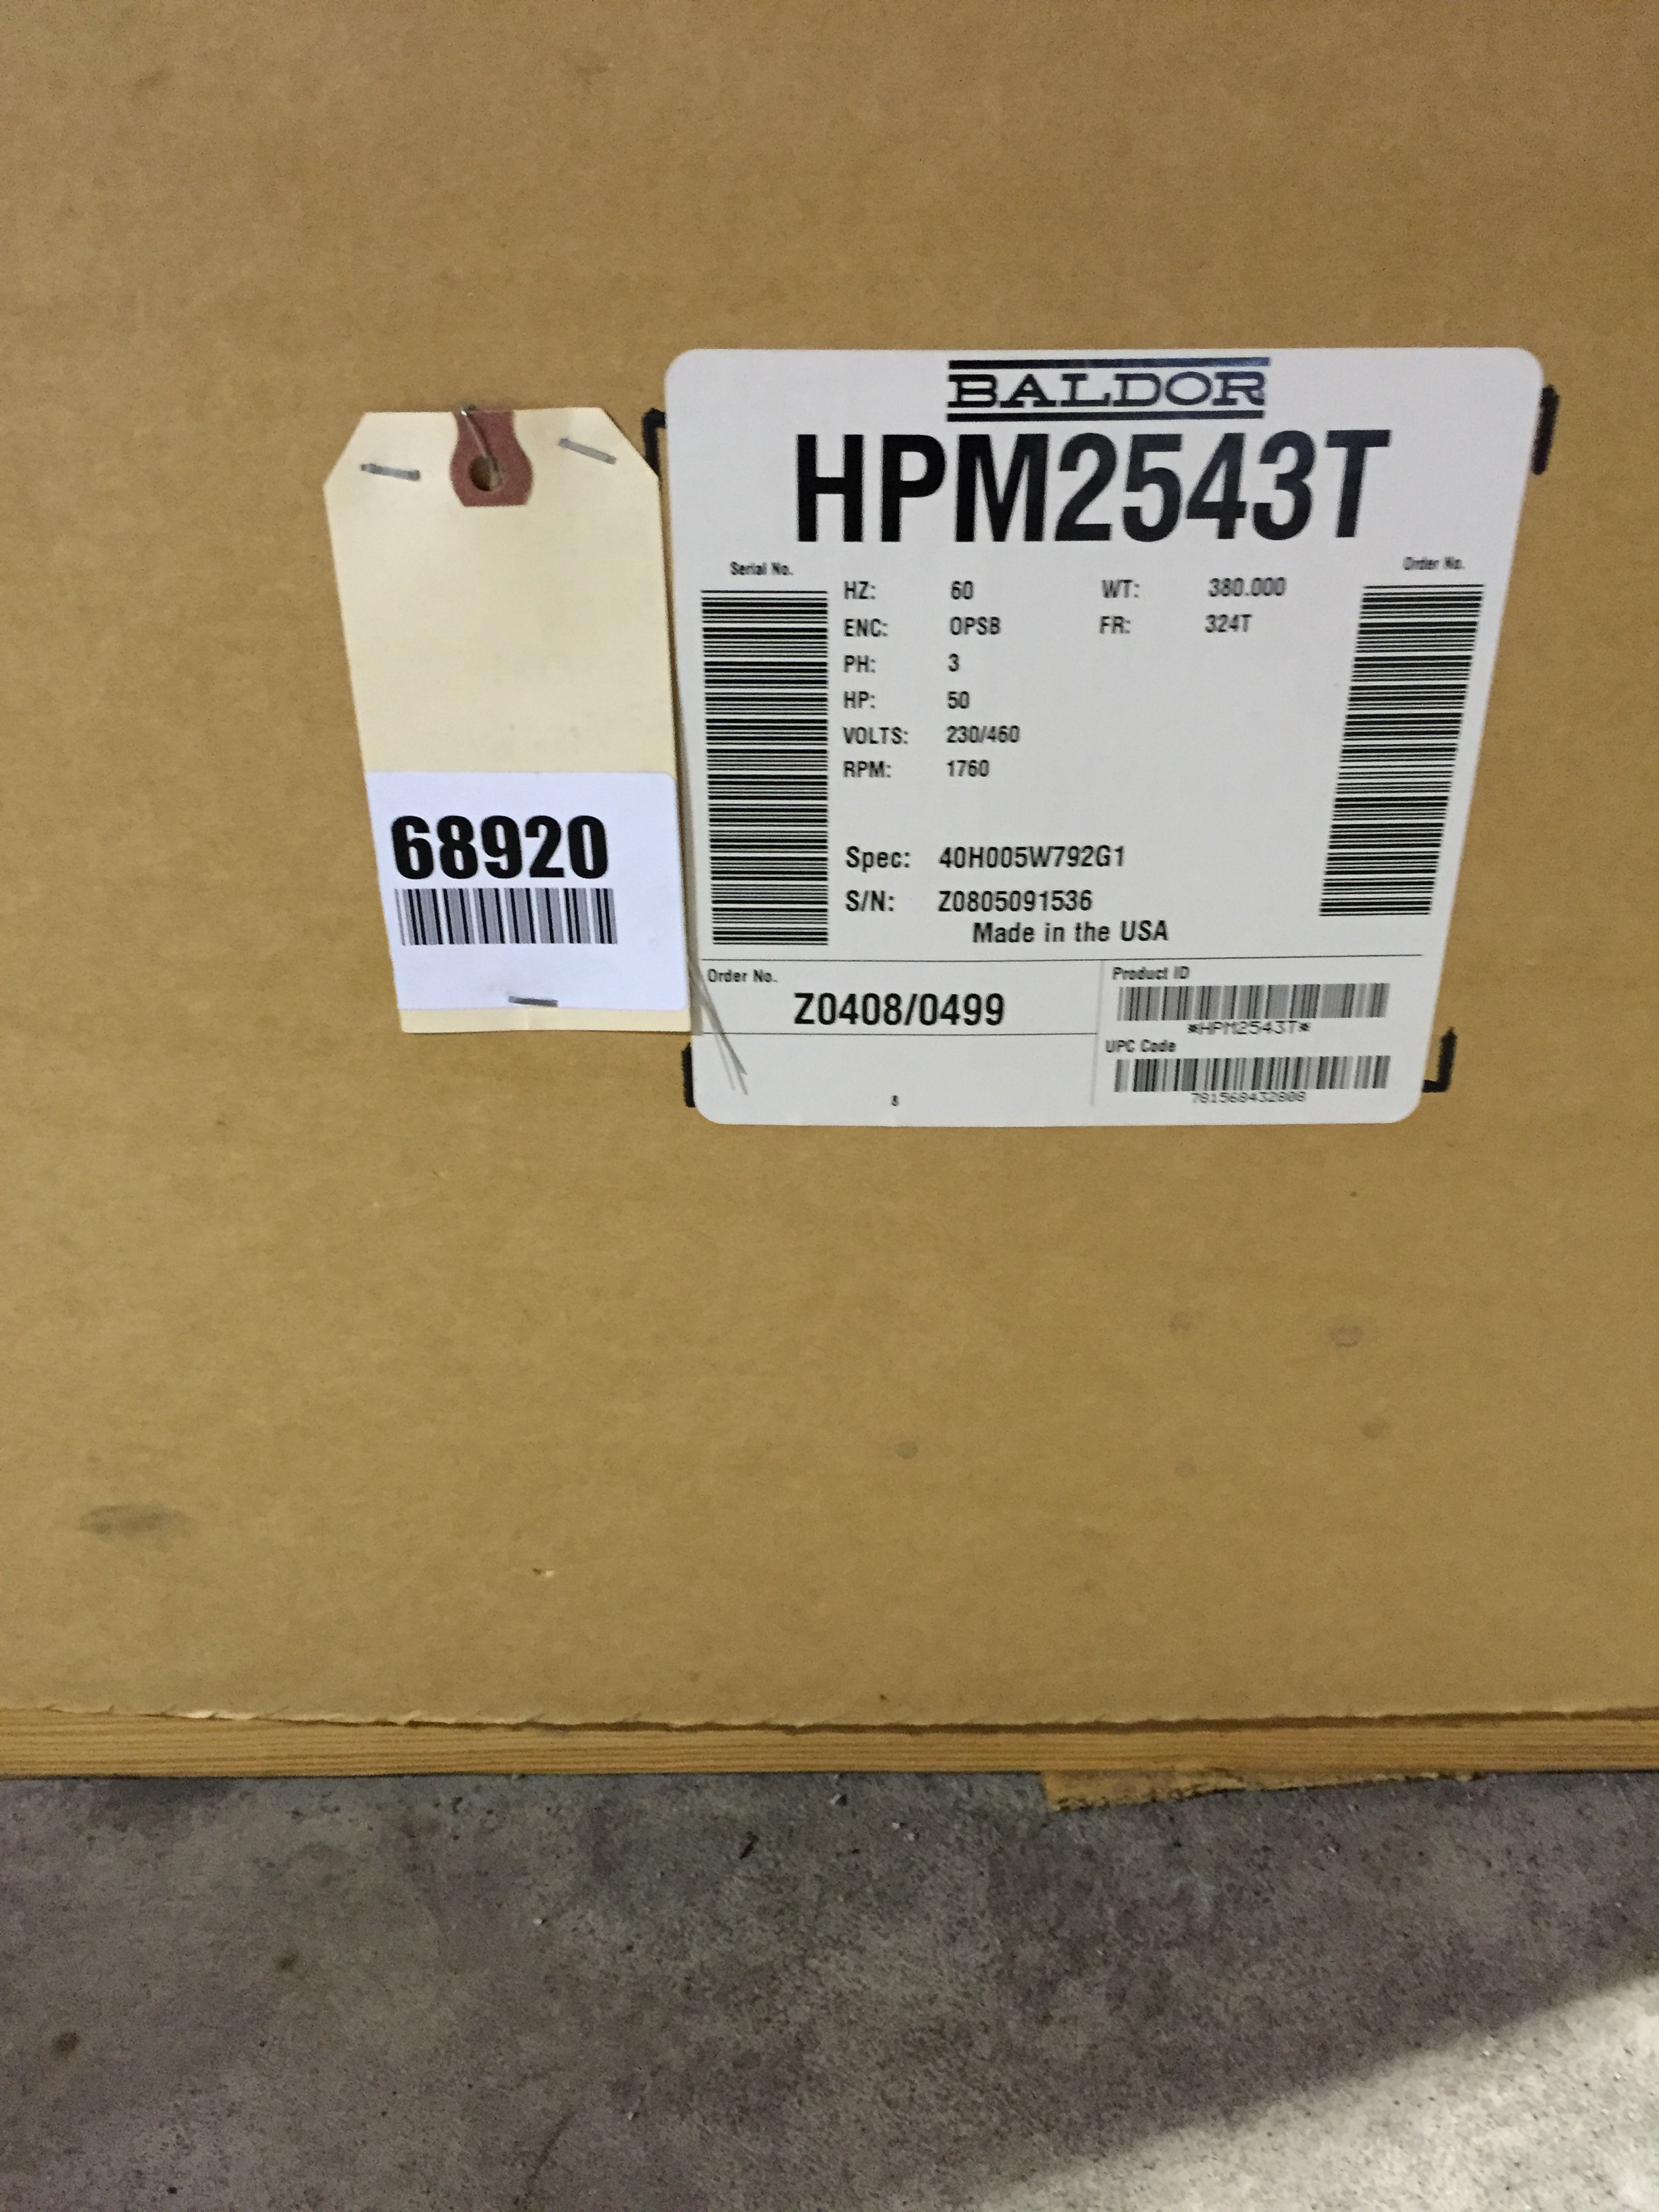 BALDOR
HPM2543T
Serial No.
Order No.
HZ: 60 WT: 380.000
ENC: OPSB FR: 324T
PH: 3
HP: 50
VOLTS: 230/460
RPM: 1760
Spec: 40H005W792G1
S/N: Z0805091536
Made in the USA
Order No.
Z0408/0499
Product ID
*HPM2543T*
UPC Code
781568432808
8
68920